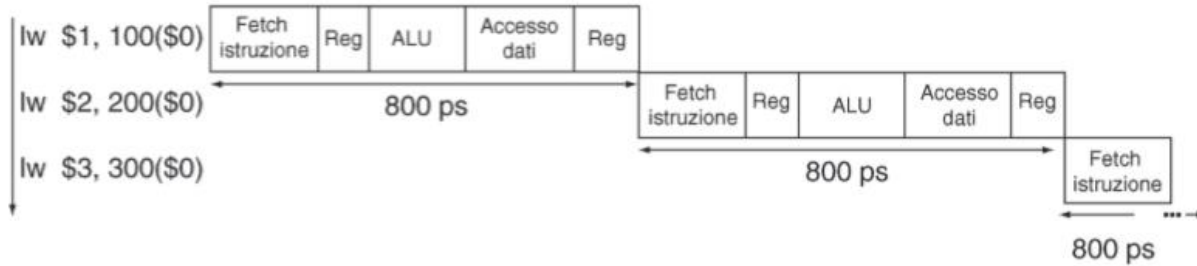 lw $1, 100($0)
Fetch
istruzione
Reg
ALU
Accesso
dati
Reg
800 ps
lw $2, 200($0)
Fetch
istruzione
Reg
ALU
Accesso
dati
Reg
800 ps
lw $3, 300($0)
Fetch
istruzione
800 ps